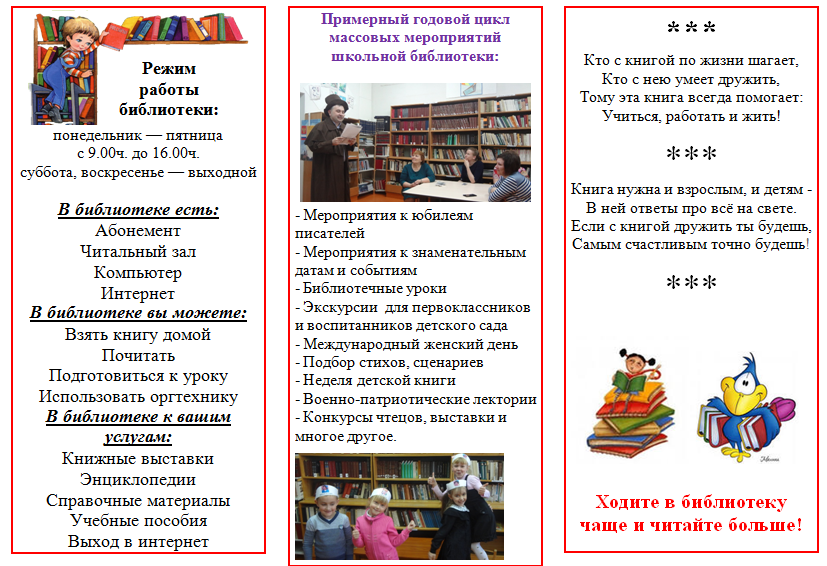 Режим
работы
библиотеки:
понедельник — пятница
с 9.00ч. до 16.00ч.
суббота, воскресенье — выходной
В библиотеке есть:
Абонемент
Читальный зал
Компьютер
Интернет
В библиотеке вы можете:
Взять книгу домой
Почитать
Подготовиться к уроку
Использовать оргтехнику
В библиотеке к вашим
услугам:
Книжные выставки
Энциклопедии
Справочные материалы
Учебные пособия
Выход в интернет
Примерный годовой цикл
массовых мероприятий
школьной библиотеки:
- Мероприятия к юбилеям
писателей
- Мероприятия к знаменательным
датам и событиям
- Библиотечные уроки
- Экскурсии для первоклассников
и воспитанников детского сада
- Международный женский день
- Подбор стихов, сценариев
- Неделя детской книги
- Военно-патриотические лектории
- Конкурсы чтецов, выставки и
многое другое.
***
Кто с книгой по жизни шагает,
Кто с нею умеет дружить,
Тому эта книга всегда помогает:
Учиться, работать и жить!
***
Книга нужна и взрослым, и детям -
В ней ответы про всё на свете.
Если с книгой дружить ты будешь,
Самым счастливым точно будешь!
***
Ходите в библиотеку
чаще и читайте больше!